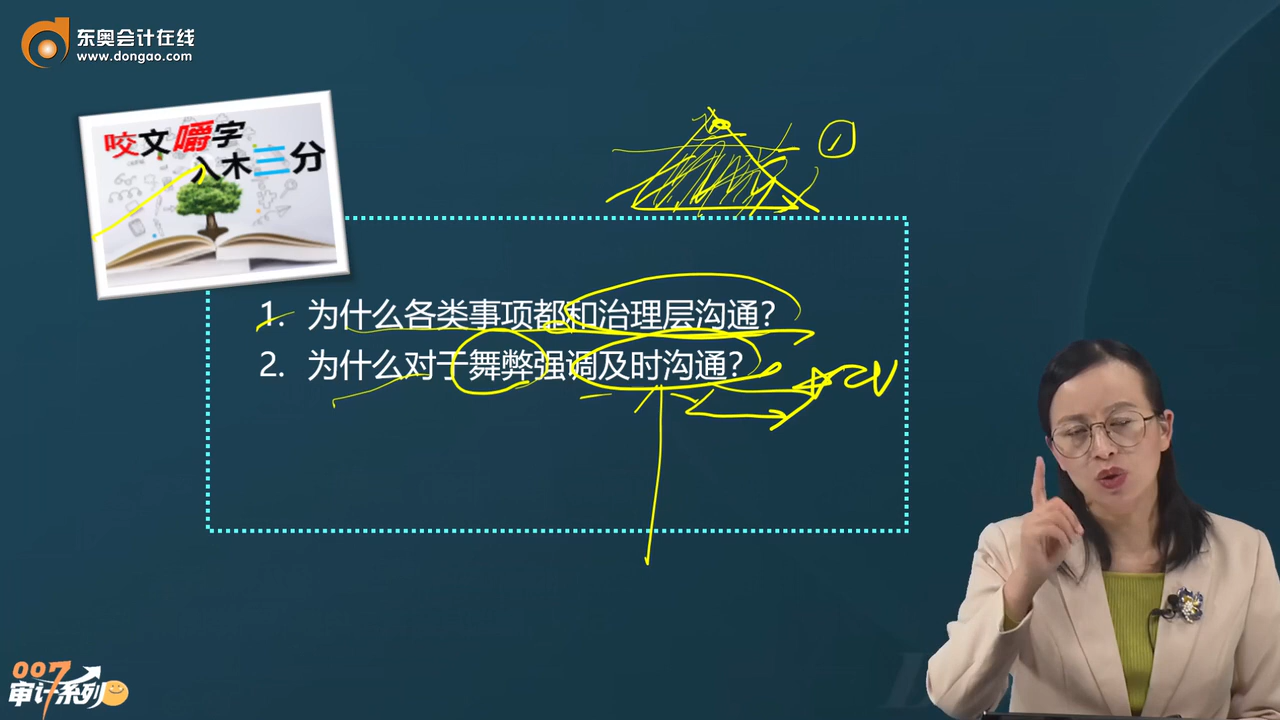 东奥会计在线
www.dongao.com
咬文嚼字
入木三分
①
1. 为什么各类事项都和治理层沟通？
2. 为什么对于舞弊强调及时沟通？
007
审计系列